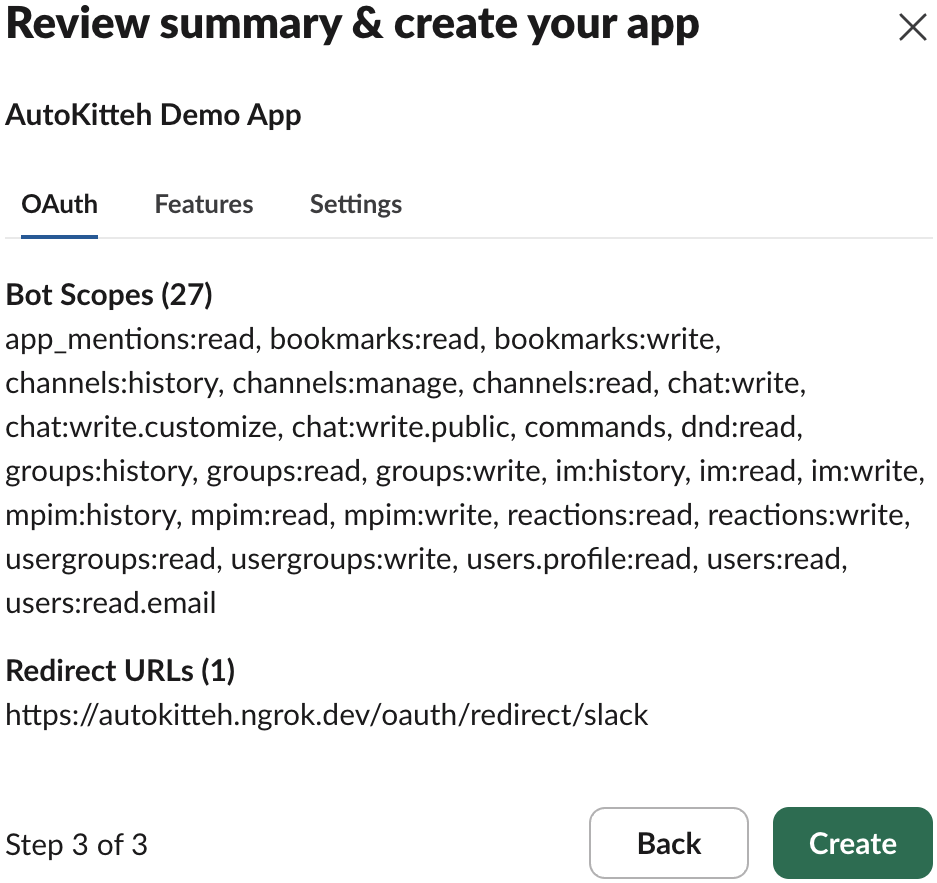 Review summary & create your app
AutoKitteh Demo App
OAuth Features Settings
Bot Scopes (27)
app_mentions:read, bookmarks:read, bookmarks:write,
channels:history, channels:manage, channels:read, chat:write,
chat:write.customize, chat:write.public, commands, dnd:read,
groups:history, groups:read, groups:write, im:history, im:read, im:write,
mpim:history, mpim:read, mpim:write, reactions:read, reactions:write,
usergroups:read, usergroups:write, users.profile:read, users:read,
users:read.email
Redirect URLs (1)
https://autokitteh.ngrok.dev/oauth/redirect/slack
Step 3 of 3 Back Create